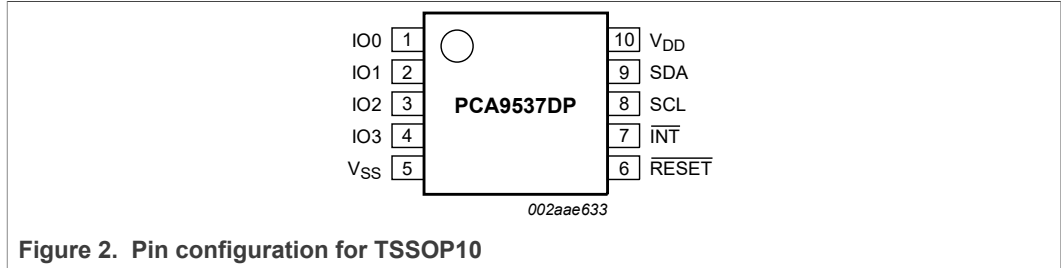 IO0 1 10 VDD
IO1 2 9 SDA
IO2 3 PCA9537DP 8 SCL
IO3 4 7 INT
VSS 5 6 RESET
002aae633
Figure 2. Pin configuration for TSSOP10